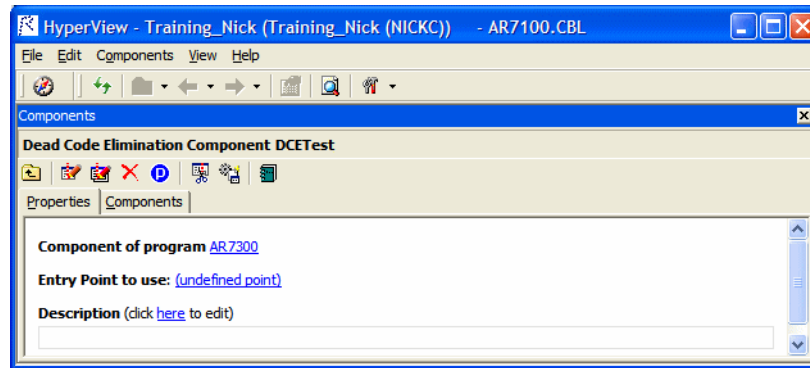 HyperView - Training_Nick (Training_Nick (NICKC)) - AR7100.CBL
File Edit Components View Help
Components
Dead Code Elimination Component DCETest
Properties Components
Component of program AR7300
Entry Point to use: (undefined point)
Description (click here to edit)